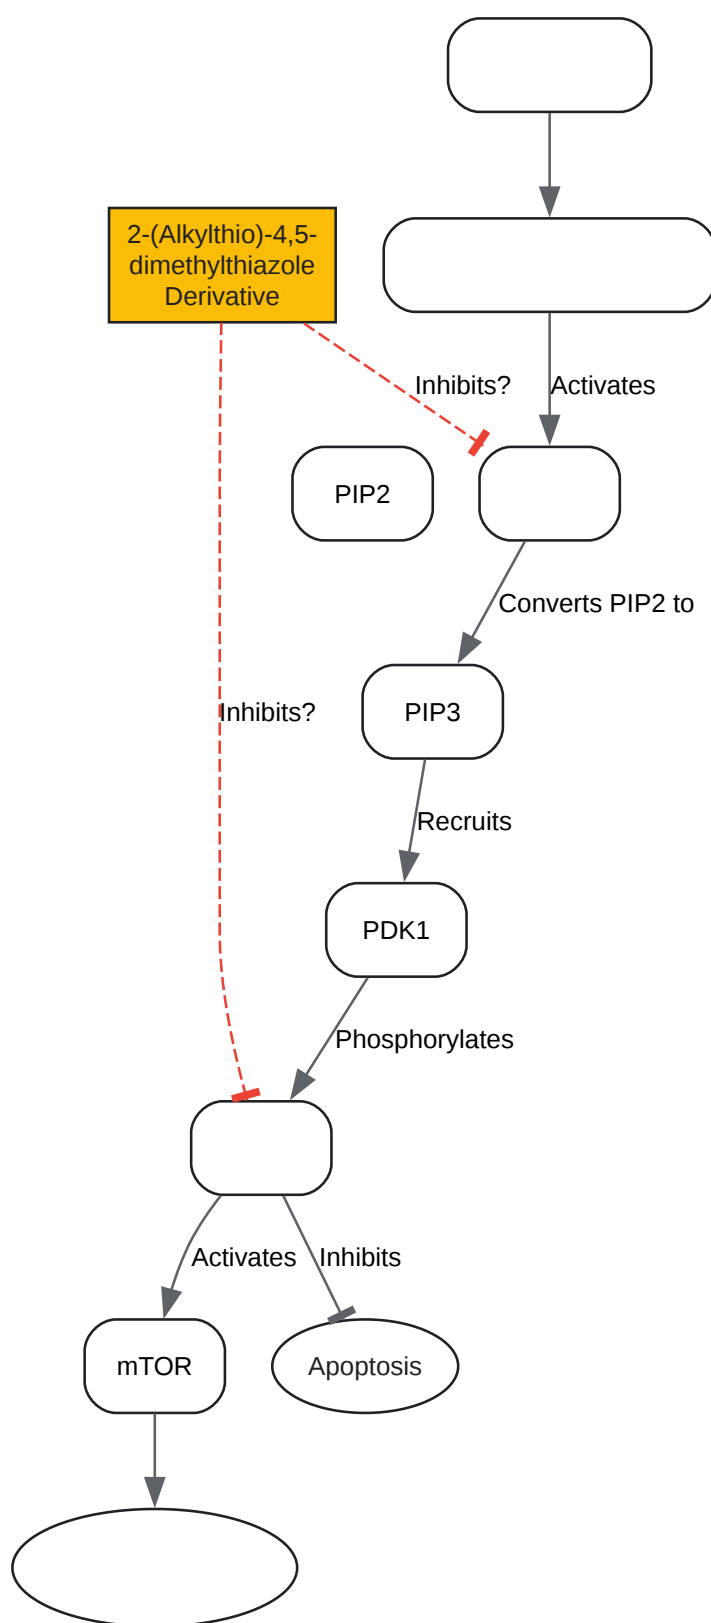 2-(Alkylthio)-4,5-
dimethylthiazole
Derivative
Inhibits?
Activates
PIP2
Converts PIP2 to
PIP3
Inhibits?
Recruits
PDK1
Phosphorylates
Activates
Inhibits
mTOR
Apoptosis